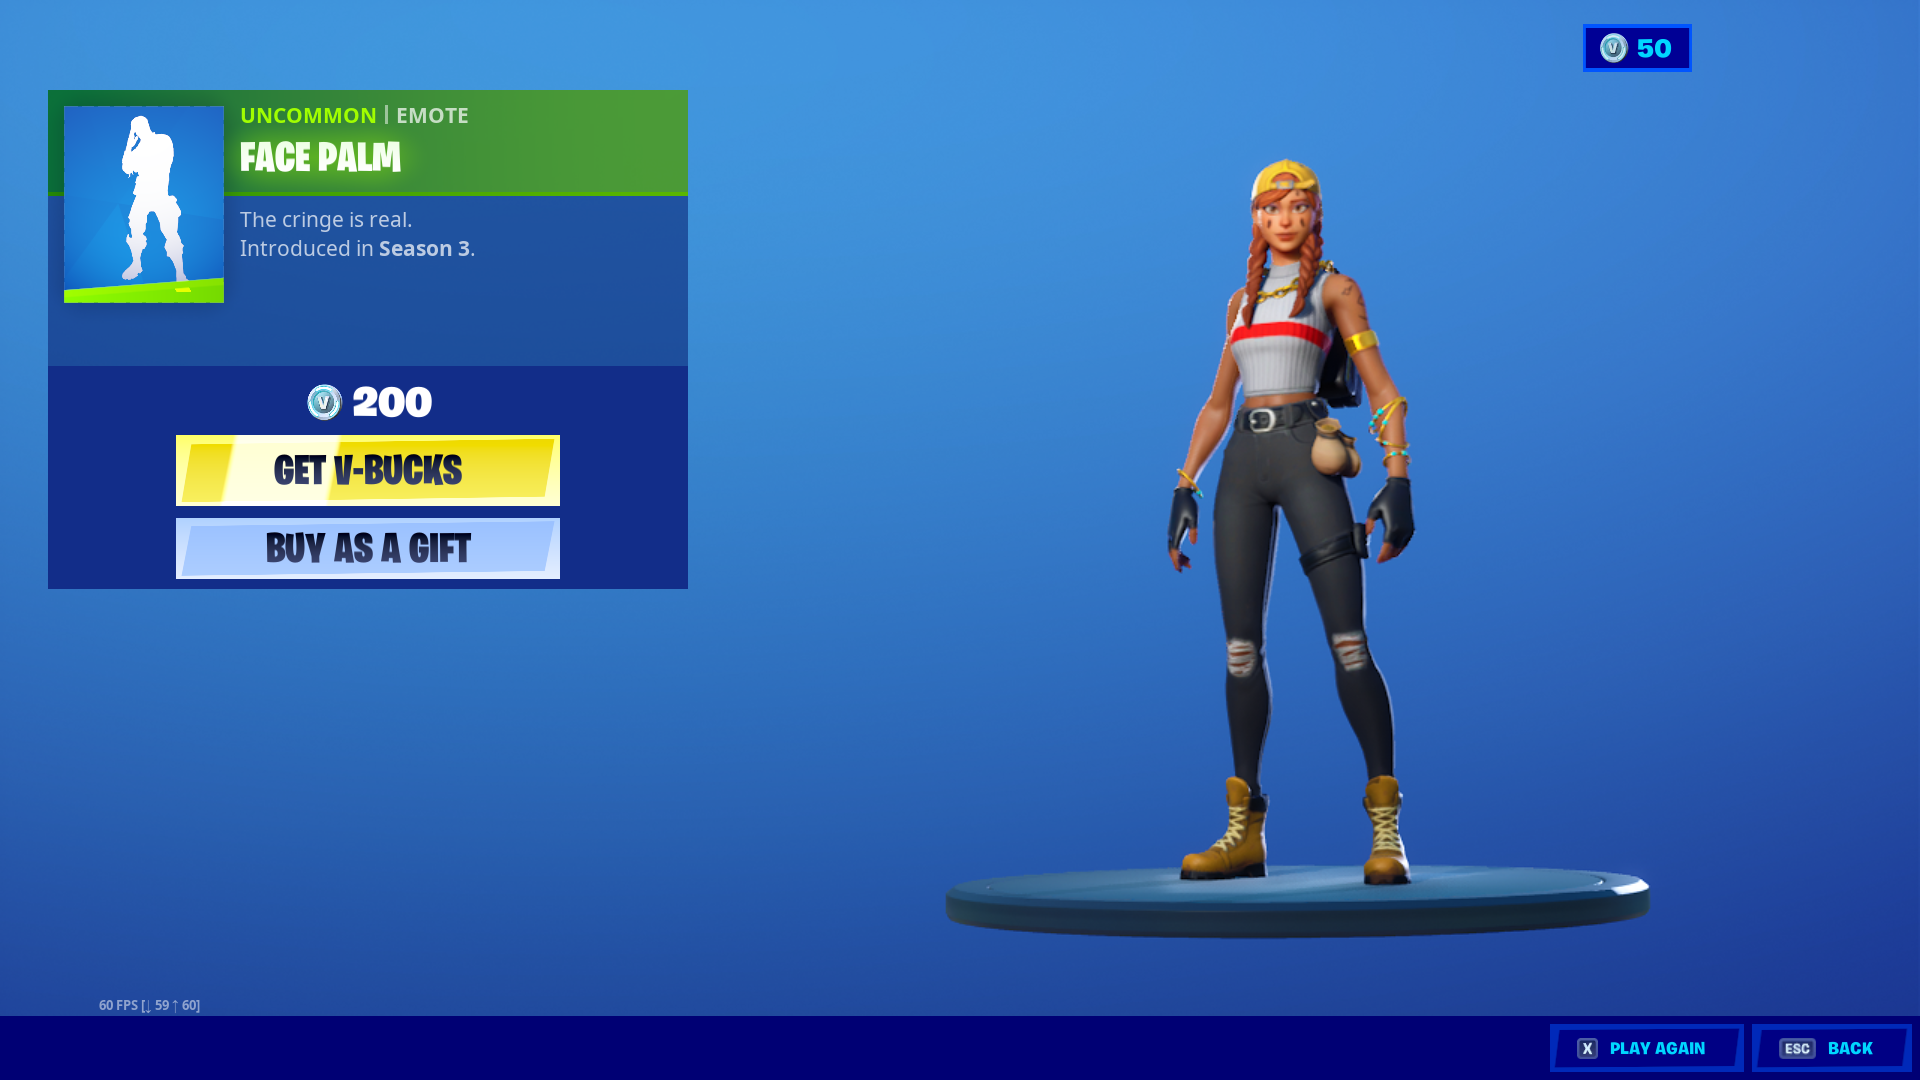 50
UNCOMMON | EMOTE
FACE PALM
The cringe is real.
Introduced in Season 3.
V 200
GET V-BUCKS
BUY AS A GIFT
60 FPS [↓ 59 ↑ 60]
X PLAY AGAIN
ESC BACK